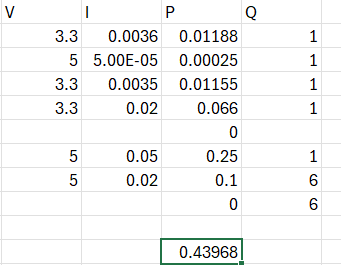 V I P Q
3.3 0.0036 0.01188 1
5 5.00E-05 0.00025 1
3.3 0.0035 0.01155 1
3.3 0.02 0.066 1
0
5 0.05 0.25 1
5 0.02 0.1 6
0 6
0.43968